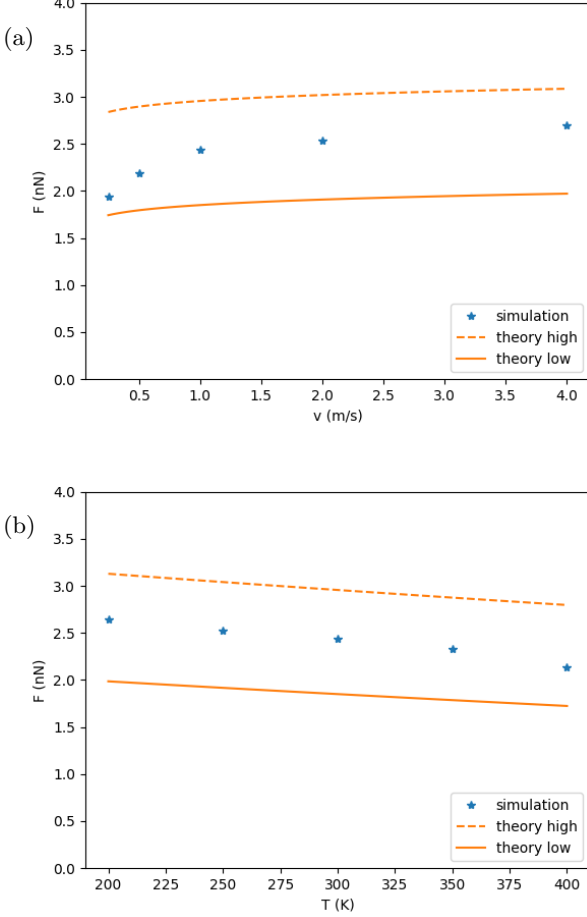 (a)
4.0
3.5
3.0
2.5
2.0
1.5
1.0
0.5
0.0
F (nN)
simulation
theory high
theory low
0.5 1.0 1.5 2.0 2.5 3.0 3.5 4.0
v (m/s)
(b)
4.0
3.5
3.0
2.5
2.0
1.5
1.0
0.5
0.0
F (nN)
simulation
theory high
theory low
200 225 250 275 300 325 350 375 400
T (K)